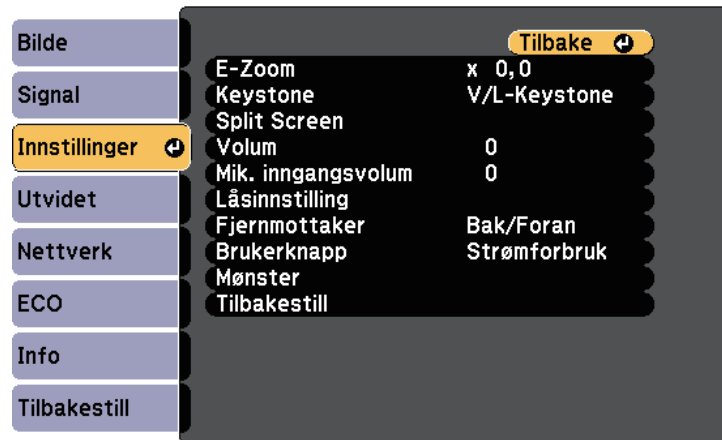 Bilde
Signal
Innstillinger
Utvidet
Nettverk
ECO
Info
Tilbakestill
Tilbake
E-Zoom x 0,0
Keystone V/L-Keystone
Split Screen
Volum 0
Mik. inngangsvolum 0
Låsinnstilling
Fjernmottaker Bak/Foran
Brukerknapp Strømforbruk
Mønster
Tilbakestill